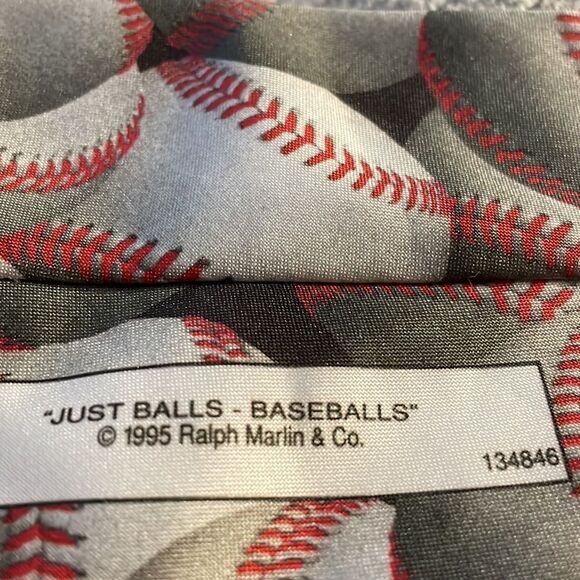 "JUST BALLS - BASEBALLS"
© 1995 Ralph Marlin & Co.
134846